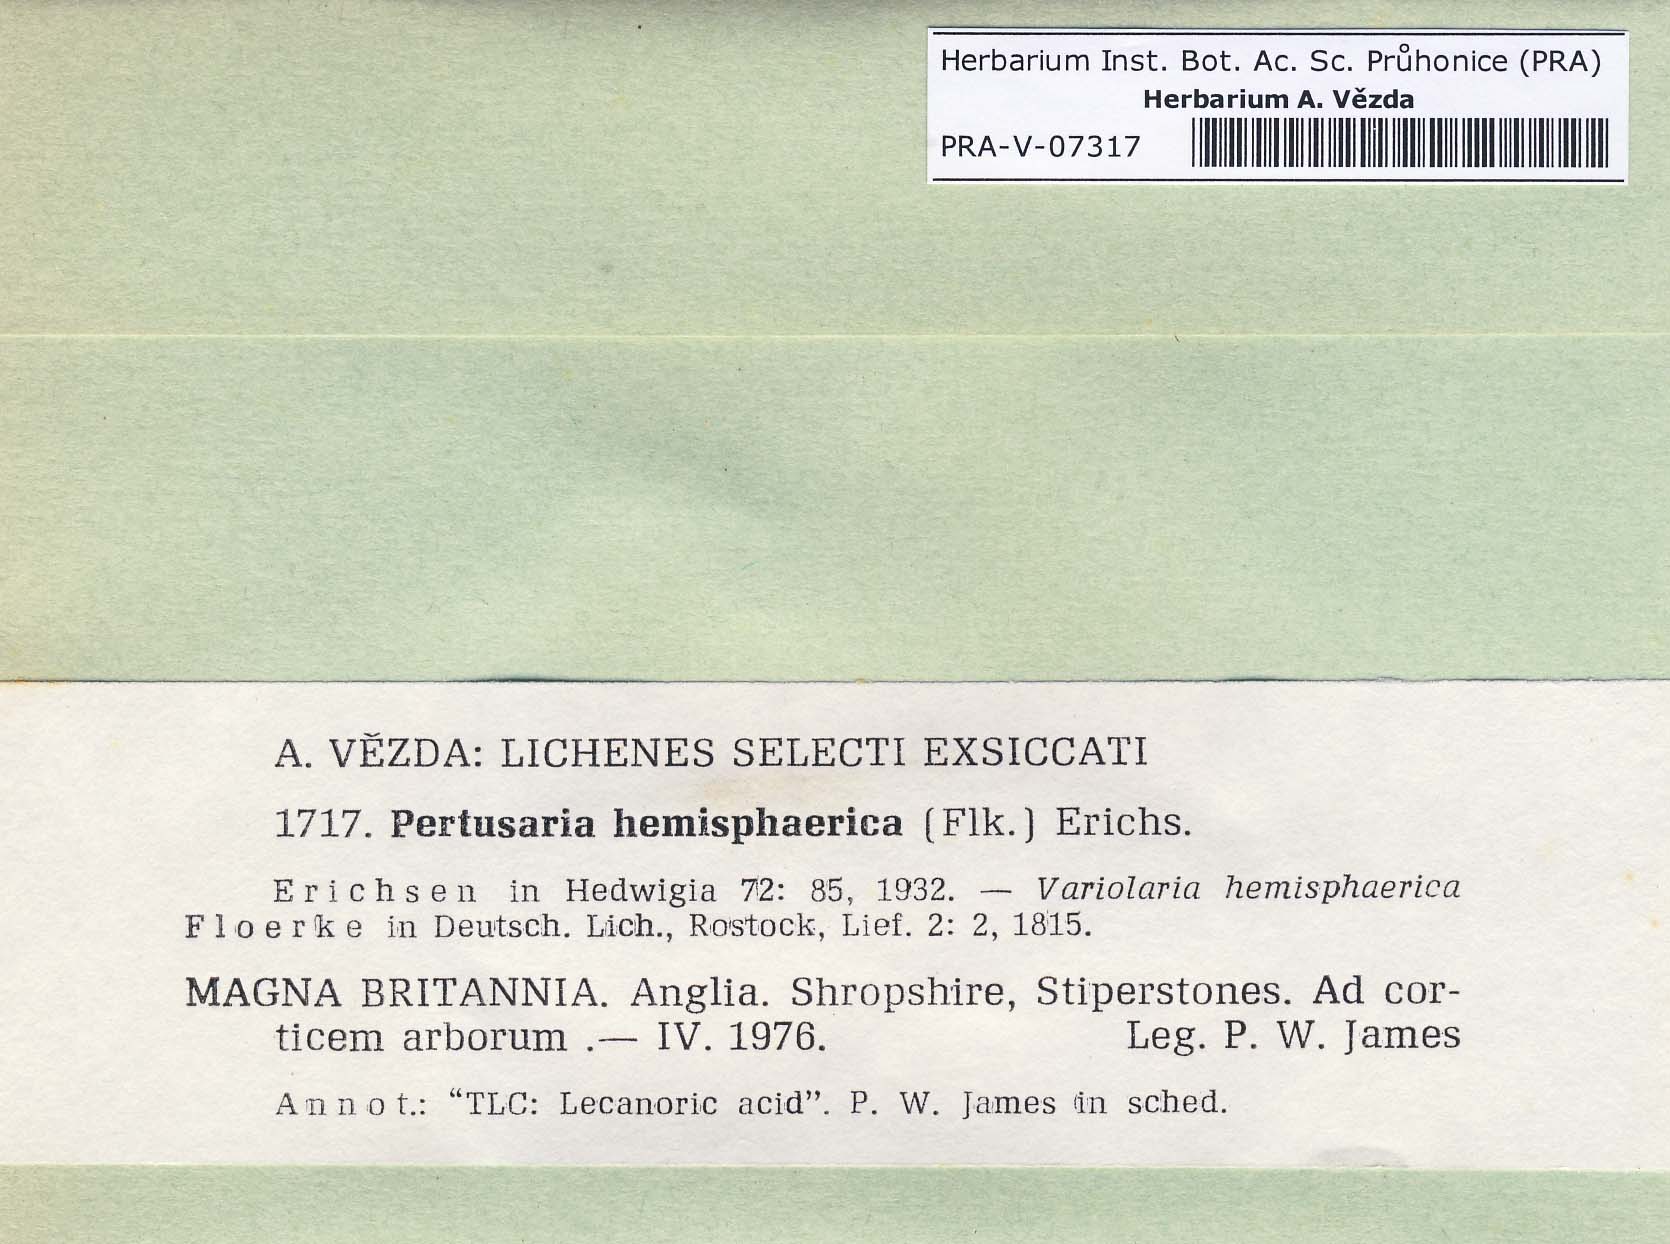 Herbarium Inst. Bot. Ac. Sc. Průhonice (PRA)
Herbarium A. Vězda
PRA-V-07317
A. VĚZDA: LICHENES SELECTI EXSICCATI
1717. Pertusaria hemisphaerica (Flk.) Erichs.
Erichsen in Hedwigia 72: 85, 1932. — Variolaria hemisphaerica
Floerke in Deutsch. Lich., Rostock, Lief. 2: 2, 1815.
MAGNA BRITANNIA. Anglia. Shropshire, Stiperstones. Ad cor-
ticem arborum .— IV. 1976. Leg. P. W. James
Annot.: “TLC: Lecanoric acid”. P. W. James in sched.